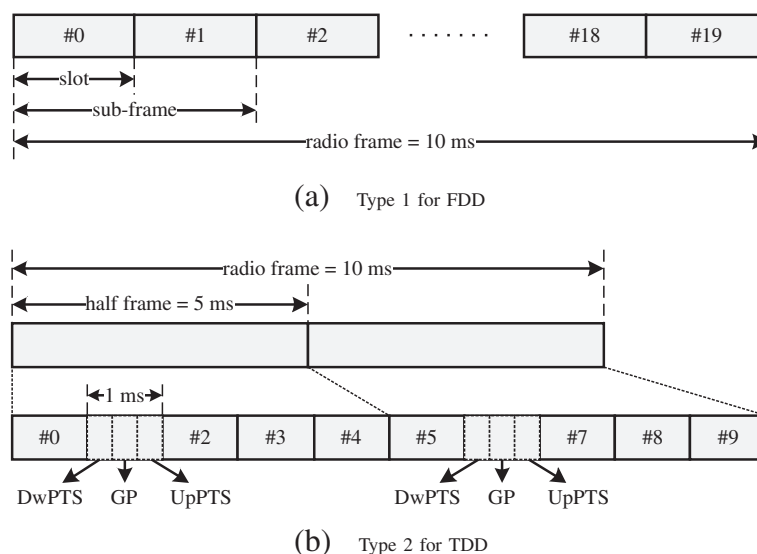 #0 #1 #2 · · · · · · · #18 #19
slot
sub-frame
radio frame = 10 ms
(a) Type 1 for FDD
radio frame = 10 ms
half frame = 5 ms
1 ms
#0 #2 #3 #4 #5 #7 #8 #9
DwPTS GP UpPTS DwPTS GP UpPTS
(b) Type 2 for TDD